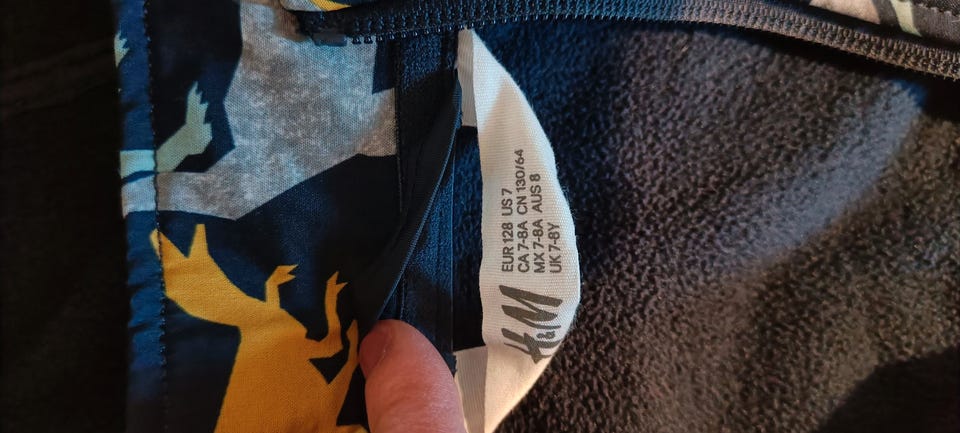 EUR 128 US 7
CA 7-8A CN 130/64
MX 7-8A AUS 8
UK 7-8Y
H&M